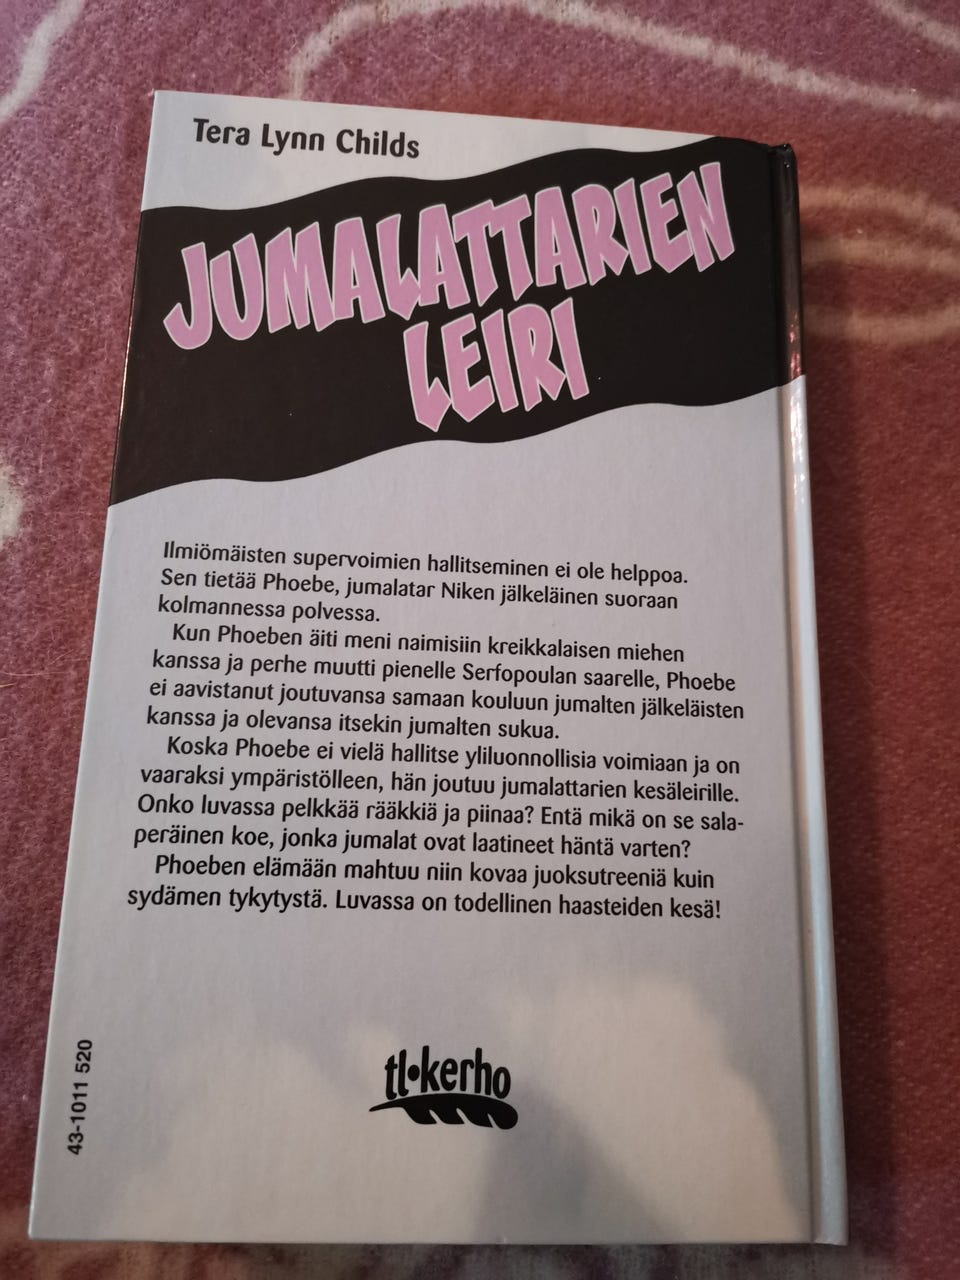 Tera Lynn Childs
JUMALATTARIEN
LEIRI
Ilmiömäisten supervoimien hallitseminen ei ole helppoa.
Sen tietää Phoebe, jumalatar Niken jälkeläinen suoraan
kolmannessa polvessa.
Kun Phoeben äiti meni naimisiin kreikkalaisen miehen
kanssa ja perhe muutti pienelle Serfopoulan saarelle, Phoebe
ei aavistanut joutuvansa samaan kouluun jumalten jälkeläisten
kanssa ja olevansa itsekin jumalten sukua.
Koska Phoebe ei vielä hallitse yliluonnollisia voimiaan ja on
vaaraksi ympäristölleen, hän joutuu jumalattarien kesäleirille.
Onko luvassa pelkkää rääkkiä ja piinaa? Entä mikä on se sala-
peräinen koe, jonka jumalat ovat laatineet häntä varten?
Phoeben elämään mahtuu niin kovaa juoksutreeniä kuin
sydämen tykytystä. Luvassa on todellinen haasteiden kesä!
tl•kerho
43-1011 520